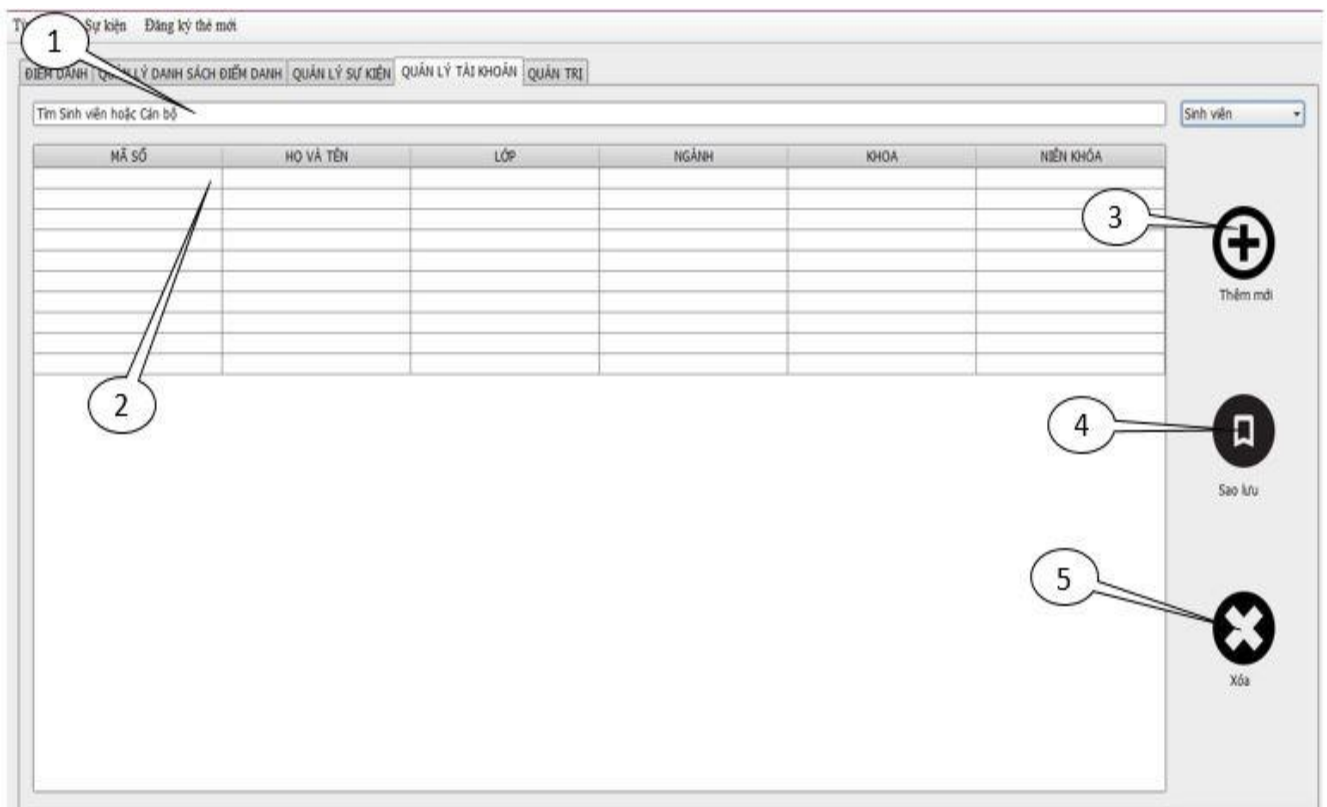 Sự kiện Đăng ký thẻ mới
1
ĐIỂM DANH LÝ DANH SÁCH ĐIỂM DANH QUẢN LÝ SỰ KIỆN QUẢN LÝ TÀI KHOẢN QUẢN TRỊ
Tìm Sinh viên hoặc Cán bộ Sinh viên
MÃ SỐ HỌ VÀ TÊN LỚP NGÀNH KHOA NIÊN KHÓA
3
Thêm mới
2
4
Sao lưu
5
Xóa